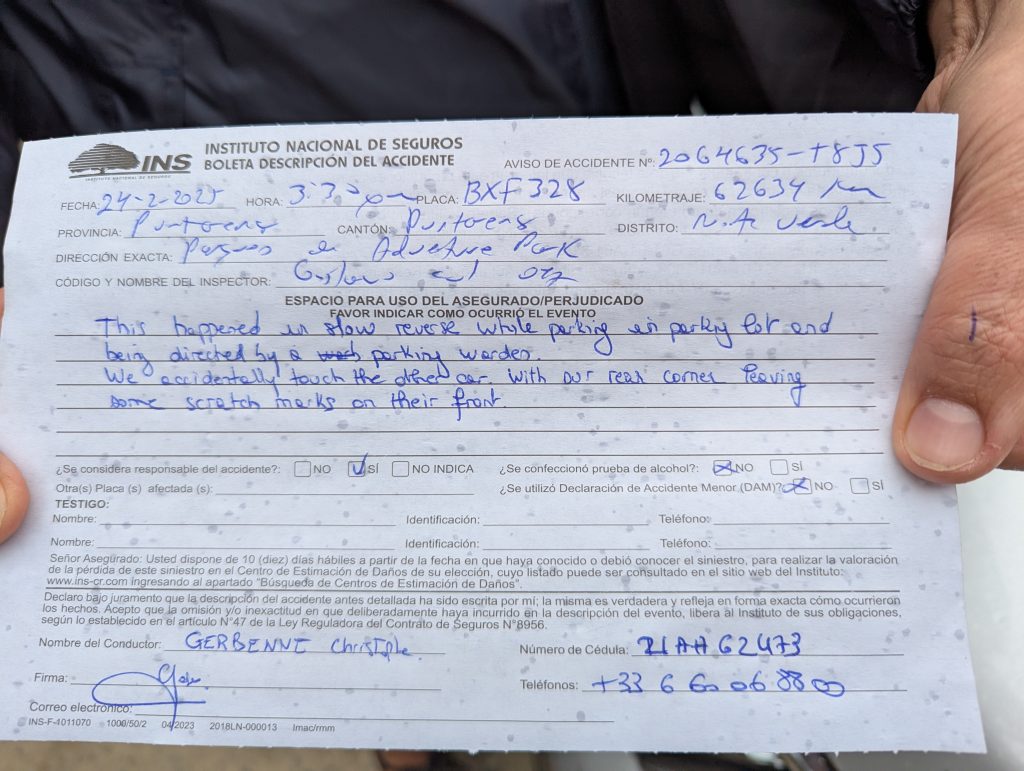 INS
INSTITUTO NACIONAL DE SEGUROS
INSTITUTO NACIONAL DE SEGUROS
BOLETA DESCRIPCIÓN DEL ACCIDENTE
AVISO DE ACCIDENTE Nº: 2064635-T8J5
FECHA: 24-2-2025 HORA: 3:30 pm PLACA: BXF328 KILOMETRAJE: 62634 km
PROVINCIA: CANTÓN: DISTRITO:
DIRECCIÓN EXACTA: Adventure Park
CÓDIGO Y NOMBRE DEL INSPECTOR:
ESPACIO PARA USO DEL ASEGURADO/PERJUDICADO
FAVOR INDICAR COMO OCURRIÓ EL EVENTO
This happened in slow reverse while parking in parking lot and
being directed by a parking warden.
We accidentally touch the other car, with our rear corner leaving
some scratch marks on their front.
¿Se considera responsable del accidente?: NO SÍ NO INDICA ¿Se confeccionó prueba de alcohol?: NO SÍ
Otra(s) Placa (s) afectada (s): ¿Se utilizó Declaración de Accidente Menor (DAM)? NO SÍ
TESTIGO:
Nombre: Identificación: Teléfono:
Nombre: Identificación: Teléfono:
Señor Asegurado: Usted dispone de 10 (diez) días hábiles a partir de la fecha en que haya conocido o debió conocer el siniestro, para realizar la valoración
de la pérdida de este siniestro en el Centro de Estimación de Daños de su elección, cuyo listado puede ser consultado en el sitio web del Instituto:
www.ins-cr.com ingresando al apartado "Búsqueda de Centros de Estimación de Daños".
Declaro bajo juramento que la descripción del accidente antes detallada ha sido escrita por mí; la misma es verdadera y refleja en forma exacta cómo ocurrieron
los hechos. Acepto que la omisión y/o inexactitud en que deliberadamente haya incurrido en la descripción del evento, libera al Instituto de sus obligaciones,
según lo establecido en el artículo N°47 de la Ley Reguladora del Contrato de Seguros N°8956.
Nombre del Conductor: GERBENNE Christophe. Número de Cédula: 21AH62473
Firma: Teléfonos: +33 6 60 06 88 00
Correo electrónico:
INS-F-4011070 1000/50/2 04/2023 2018LN-000013 Imac/rmm